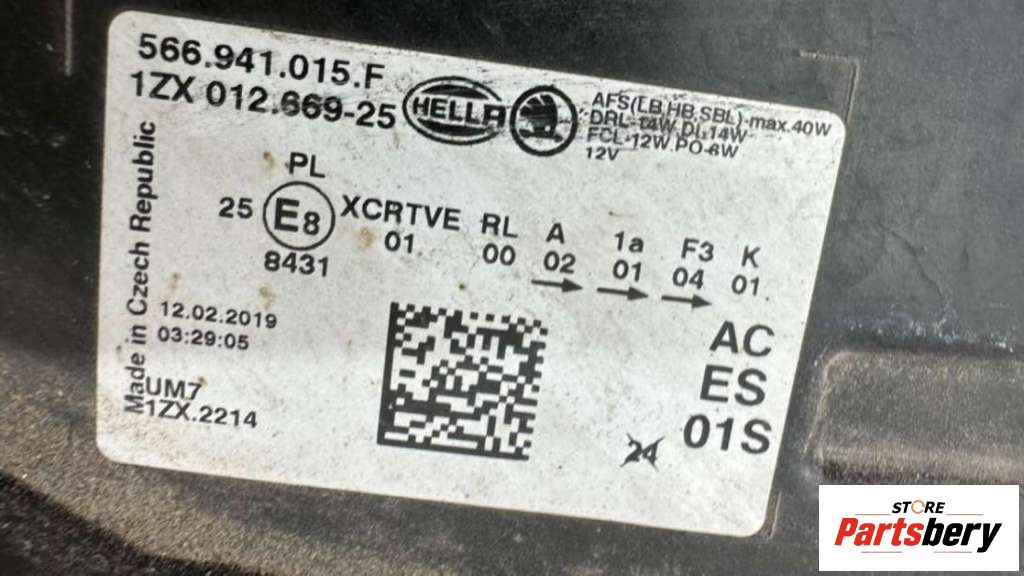 566.941.015.F
1ZX 012.669-25
HELLA
AFS(LB,HB,SBL)-max.40W
DRL-14W,DI,14W
FCL-12W,PO-6W
12V
Made in Czech Republic
PL
25 E8 XCRTVE RL A 1a F3 K
8431 01 00 02 01 04 01
12.02.2019
03:29:05
UM7
1ZX.2214
AC
ES
01S
24
STORE
Partsbery